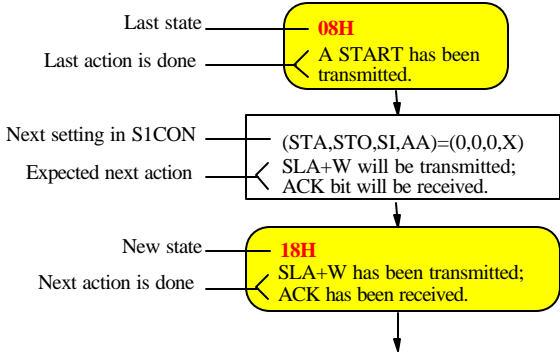 Last state
08H
Last action is done
A START has been
transmitted.
Next setting in S1CON
(STA,STO,SI,AA)=(0,0,0,X)
Expected next action
SLA+W will be transmitted;
ACK bit will be received.
New state
18H
Next action is done
SLA+W has been transmitted;
ACK has been received.